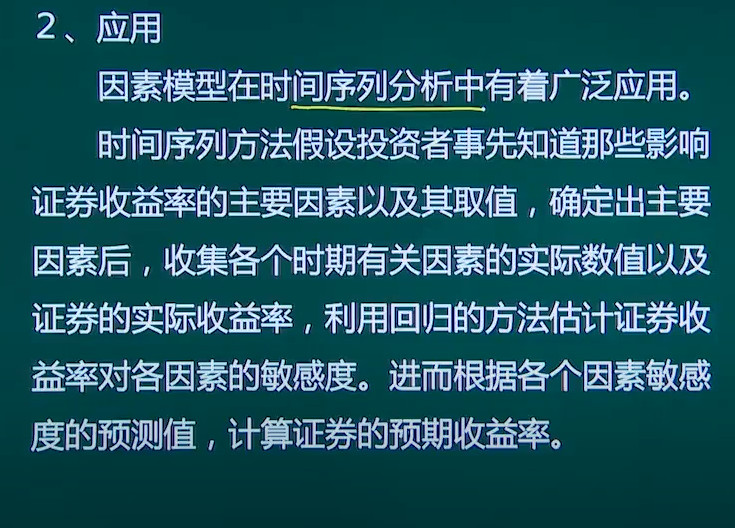 2、应用
因素模型在时间序列分析中有着广泛应用。
时间序列方法假设投资者事先知道那些影响
证券收益率的主要因素以及其取值，确定出主要
因素后，收集各个时期有关因素的实际数值以及
证券的实际收益率，利用回归的方法估计证券收
益率对各因素的敏感度。进而根据各个因素敏感
度的预测值，计算证券的预期收益率。